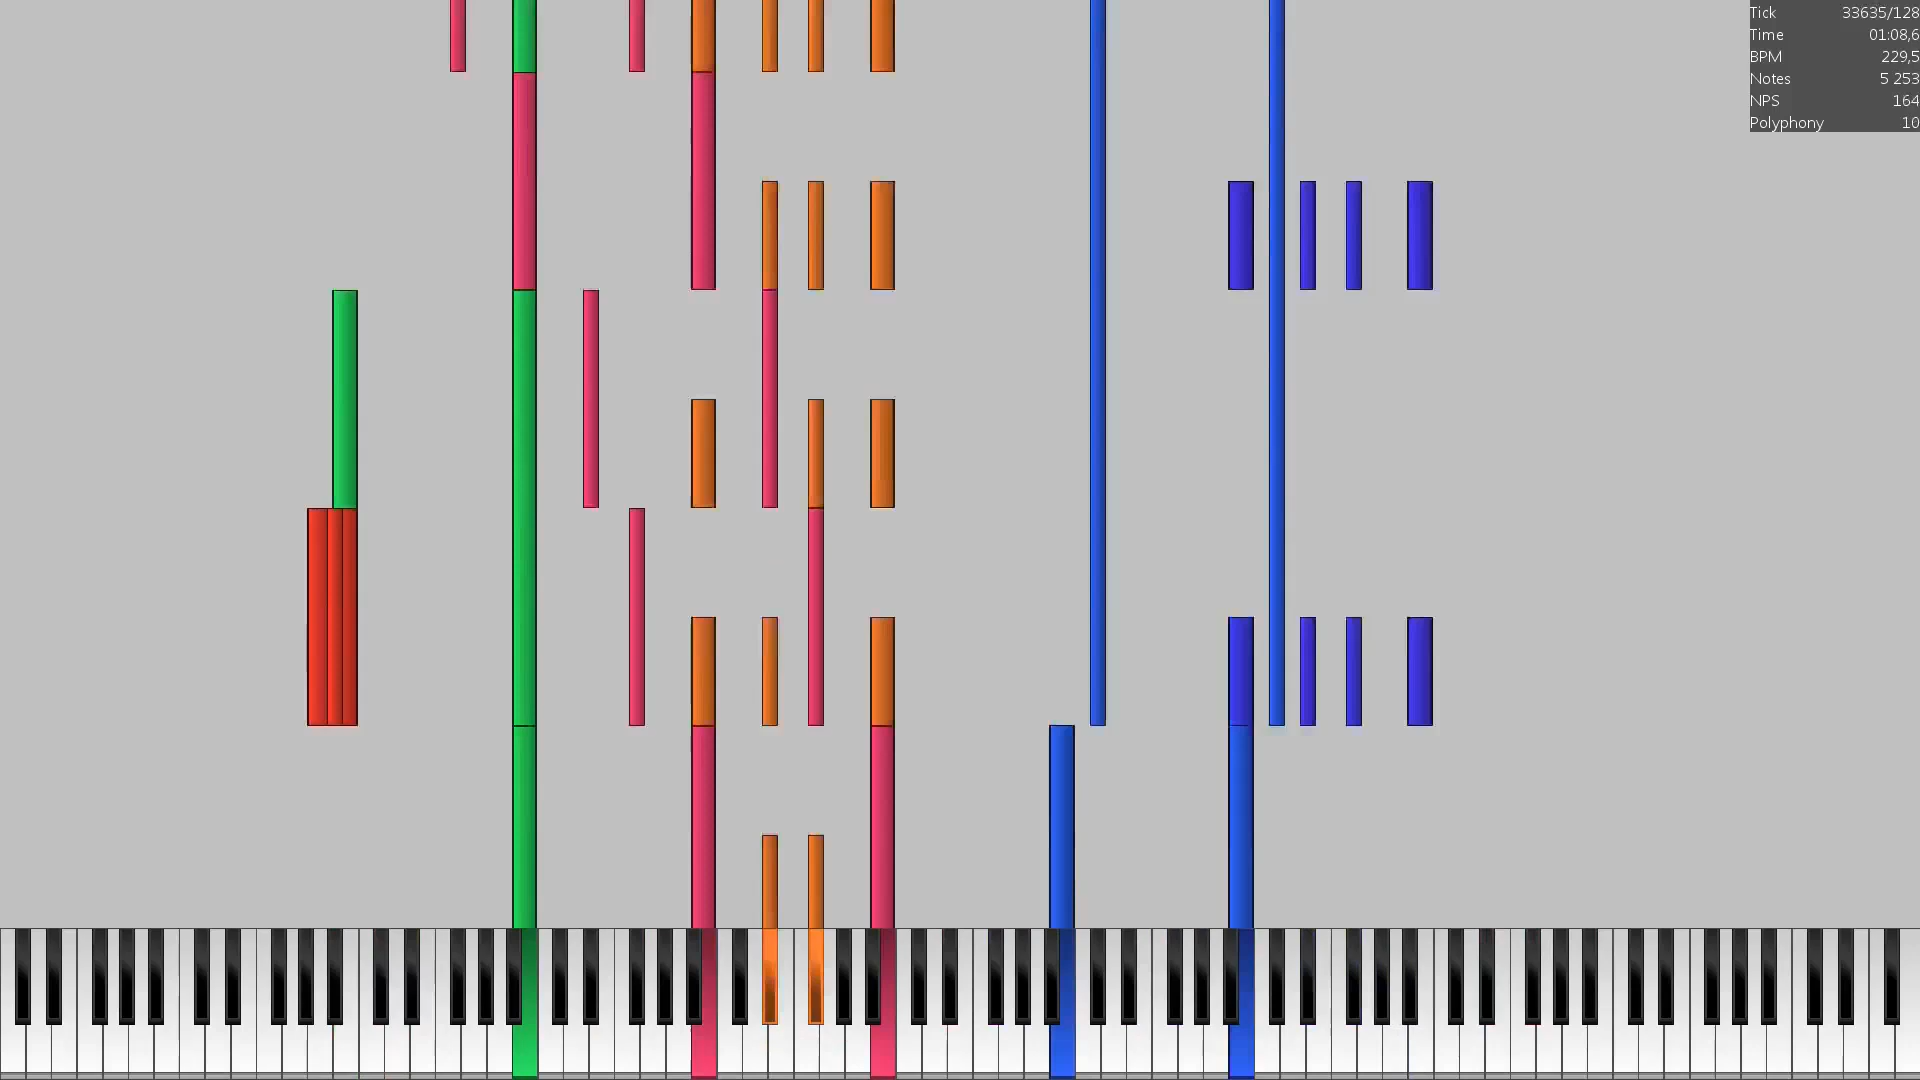 Tick 33635/128
Time 01:08,6
BPM 229,5
Notes 5 253
NPS 164
Polyphony 10